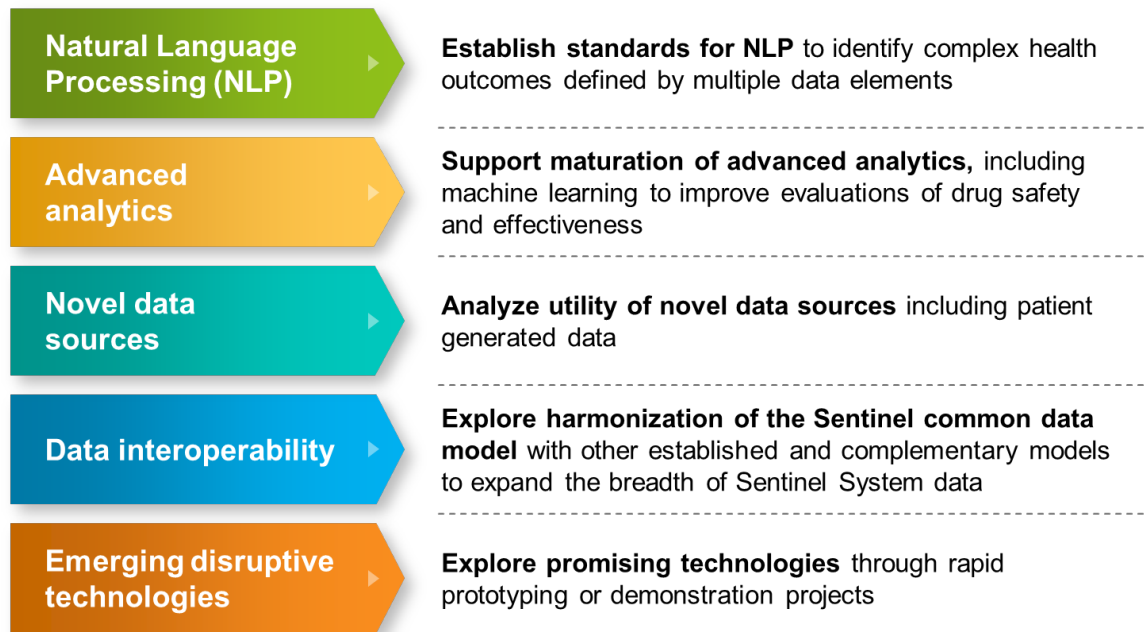 Natural Language
Processing (NLP)
Establish standards for NLP to identify complex health
outcomes defined by multiple data elements
Advanced
analytics
Support maturation of advanced analytics, including
machine learning to improve evaluations of drug safety
and effectiveness
Novel data
sources
Analyze utility of novel data sources including patient
generated data
Data interoperability
Explore harmonization of the Sentinel common data
model with other established and complementary models
to expand the breadth of Sentinel System data
Emerging disruptive
technologies
Explore promising technologies through rapid
prototyping or demonstration projects